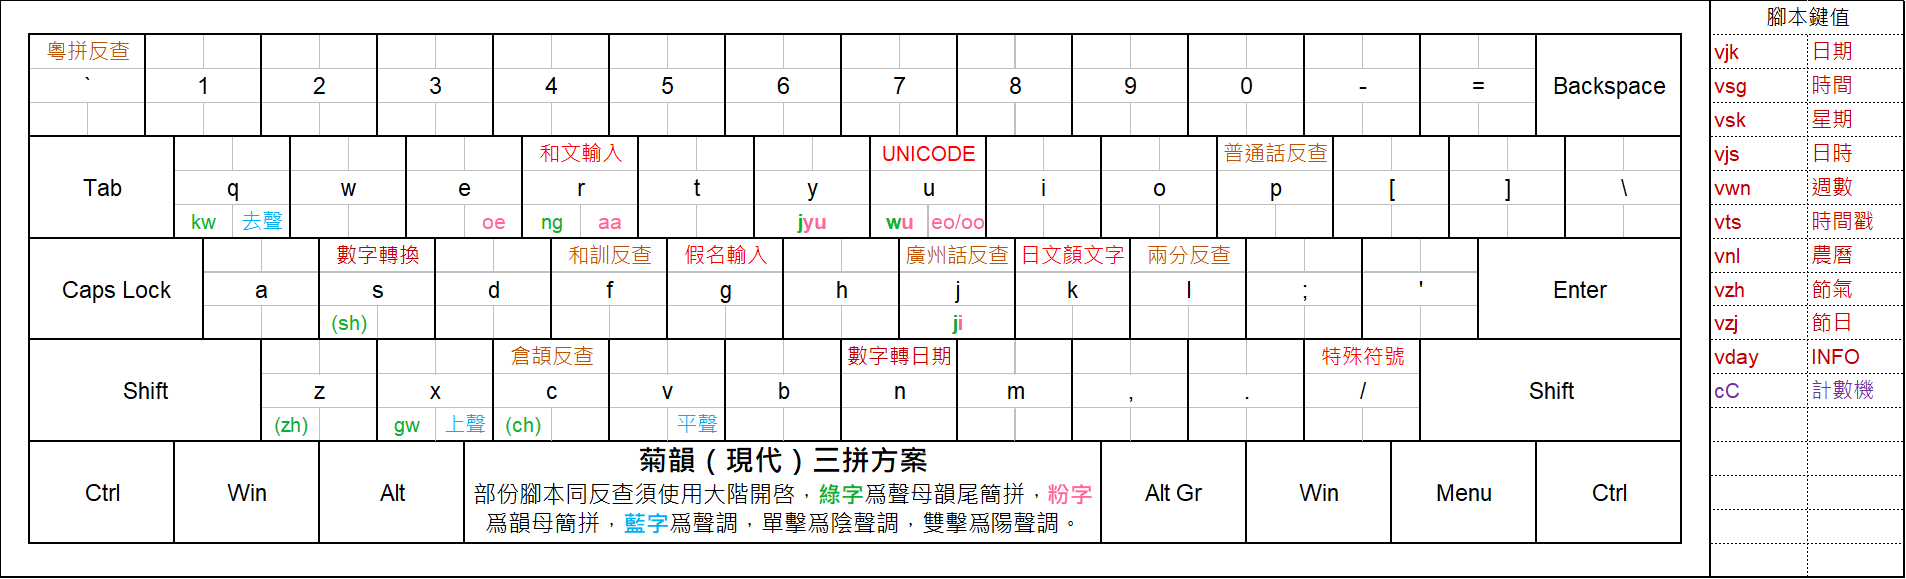 腳本鍵值
粵拼反查
` 1 2 3 4 5 6 7 8 9 0 - = Backspace
和文輸入 UNICODE 普通話反查
Tab q w e r t y u i o p [ ] \
kw 去聲 oe ng aa jyu wu eo/oo
數字轉換 和訓反查 假名輸入 廣州話反查 日文顏文字 兩分反查
Caps Lock a s d f g h j k l ; ' Enter
(sh) ji
倉頡反查 數字轉日期 特殊符號
Shift z x c v b n m , . / Shift
(zh) gw 上聲 (ch) 平聲
Ctrl Win Alt Alt Gr Win Menu Ctrl
菊韻（現代）三拼方案
部份腳本同反查須使用大階開啓，綠字爲聲母韻尾簡拼，粉字
爲韻母簡拼，藍字爲聲調，單擊爲陰聲調，雙擊爲陽聲調。
vjk 日期
vsg 時間
vsk 星期
vjs 日時
vwn 週數
vts 時間戳
vnl 農曆
vzh 節氣
vzj 節日
vday INFO
cC 計數機